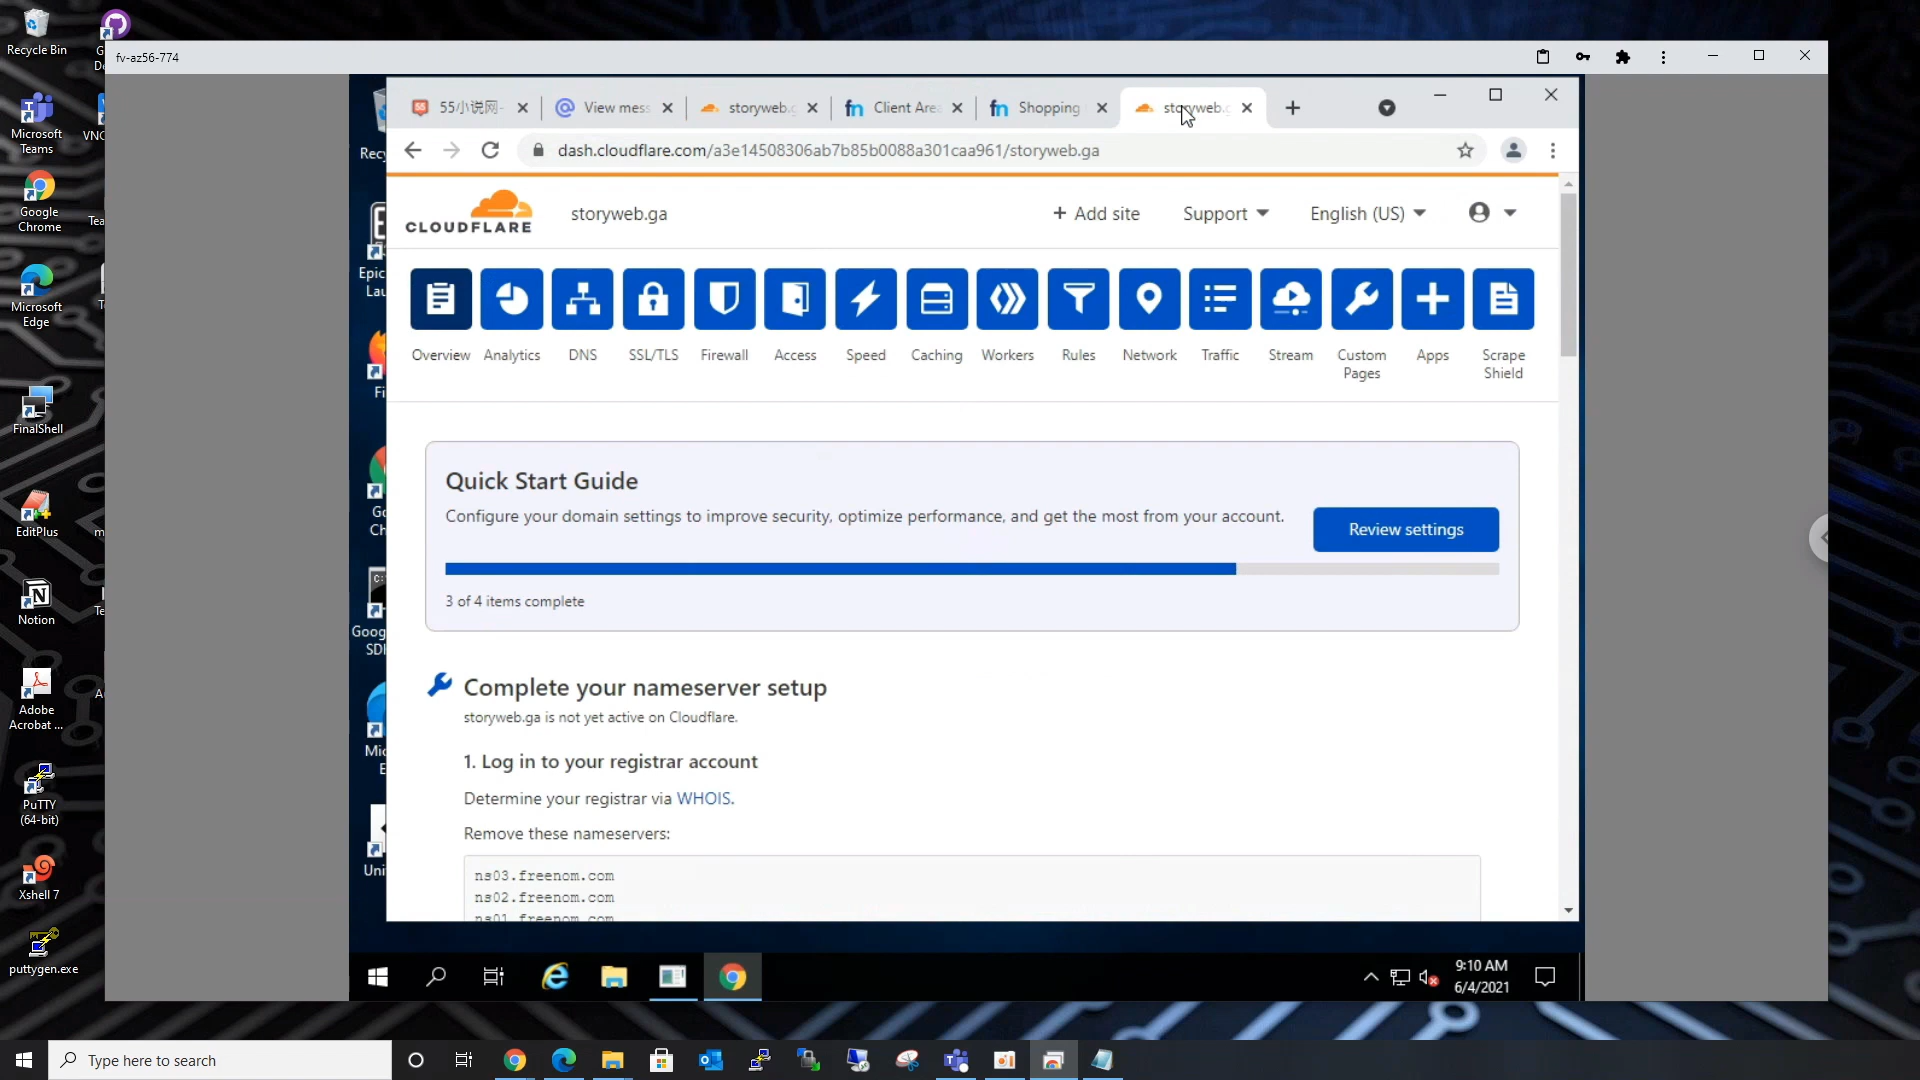 Recycle Bin
fv-az56-774
Microsoft
Teams
Google
Chrome
Microsoft
Edge
FinalShell
EditPlus
Notion
Adobe
Acrobat ...
PuTTY
(64-bit)
Xshell 7
puttygen.exe
55小说网-
View mess
storyweb.g
Client Area
Shopping
storyweb.g
dash.cloudflare.com/a3e14508306ab7b85b0088a301caa961/storyweb.ga
CLOUDFLARE
storyweb.ga
+ Add site
Support
English (US)
Overview
Analytics
DNS
SSL/TLS
Firewall
Access
Speed
Caching
Workers
Rules
Network
Traffic
Stream
Custom
Pages
Apps
Scrape
Shield
Quick Start Guide
Configure your domain settings to improve security, optimize performance, and get the most from your account.
Review settings
3 of 4 items complete
Complete your nameserver setup
storyweb.ga is not yet active on Cloudflare.
1. Log in to your registrar account
Determine your registrar via WHOIS.
Remove these nameservers:
ns03.freenom.com
ns02.freenom.com
ns01.freenom.com
9:10 AM
6/4/2021
Type here to search